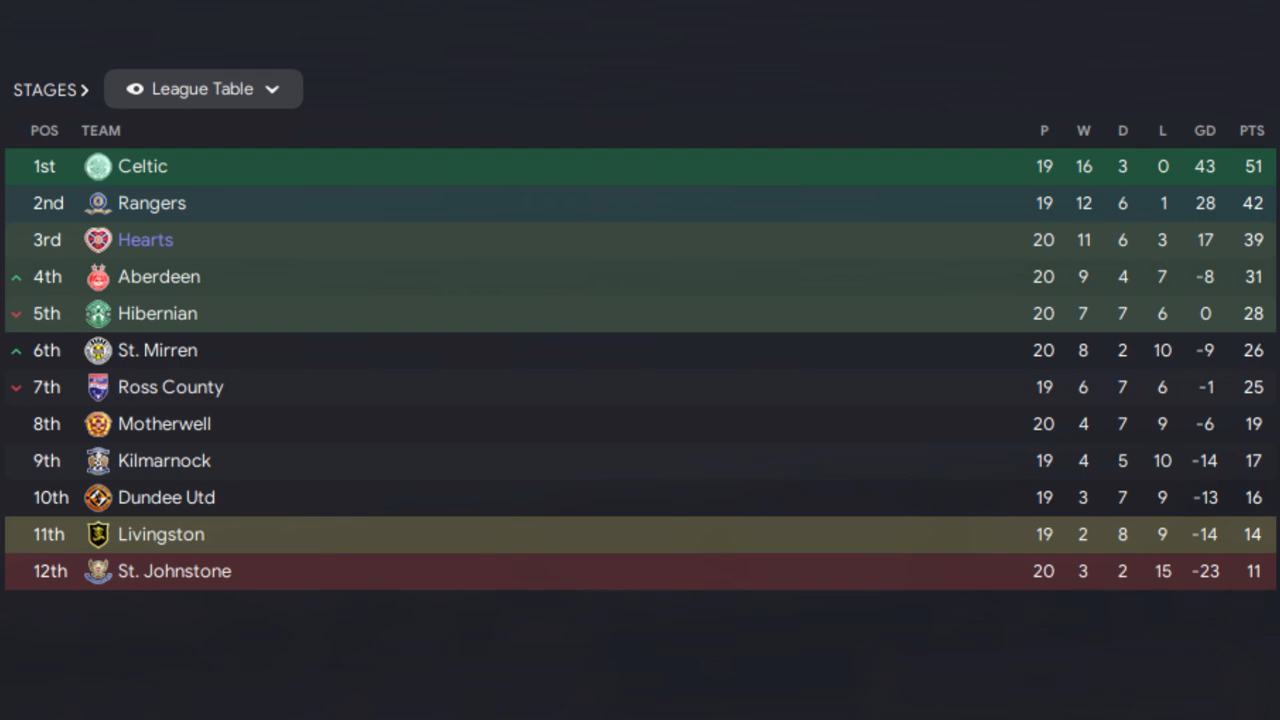 STAGES League Table
POS TEAM P W D L GD PTS
1st Celtic 19 16 3 0 43 51
2nd Rangers 19 12 6 1 28 42
3rd Hearts 20 11 6 3 17 39
4th Aberdeen 20 9 4 7 -8 31
5th Hibernian 20 7 7 6 0 28
6th St. Mirren 20 8 2 10 -9 26
7th Ross County 19 6 7 6 -1 25
8th Motherwell 20 4 7 9 -6 19
9th Kilmarnock 19 4 5 10 -14 17
10th Dundee Utd 19 3 7 9 -13 16
11th Livingston 19 2 8 9 -14 14
12th St. Johnstone 20 3 2 15 -23 11